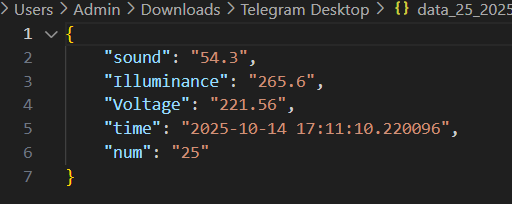 > Users > Admin > Downloads > Telegram Desktop > {} data_25_2025
1 {
2 "sound": "54.3",
3 "Illuminance": "265.6",
4 "Voltage": "221.56",
5 "time": "2025-10-14 17:11:10.220096",
6 "num": "25"
7 }